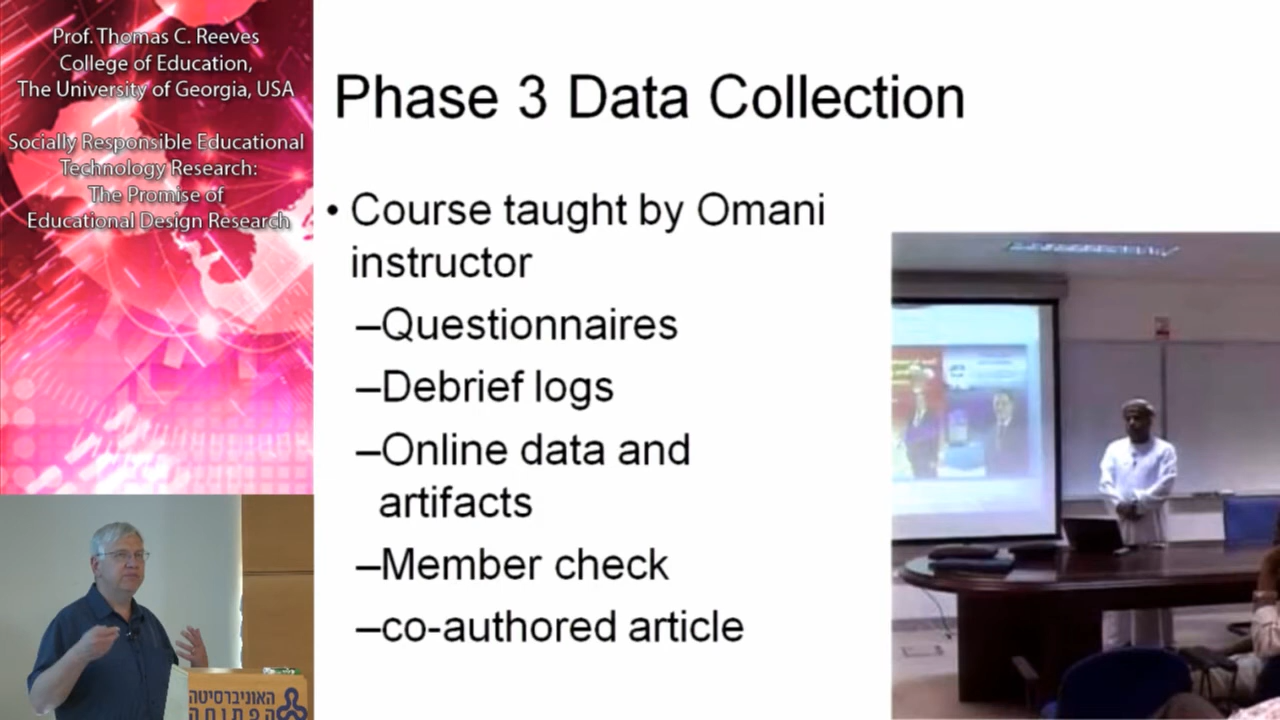 Prof. Thomas C. Reeves
College of Education,
The University of Georgia, USA
Socially Responsible Educational
Technology Research:
The Promise of
Educational Design Research
Phase 3 Data Collection
• Course taught by Omani
instructor
–Questionnaires
–Debrief logs
–Online data and
artifacts
–Member check
–co-authored article
האוניברסיטה
הפתוחה